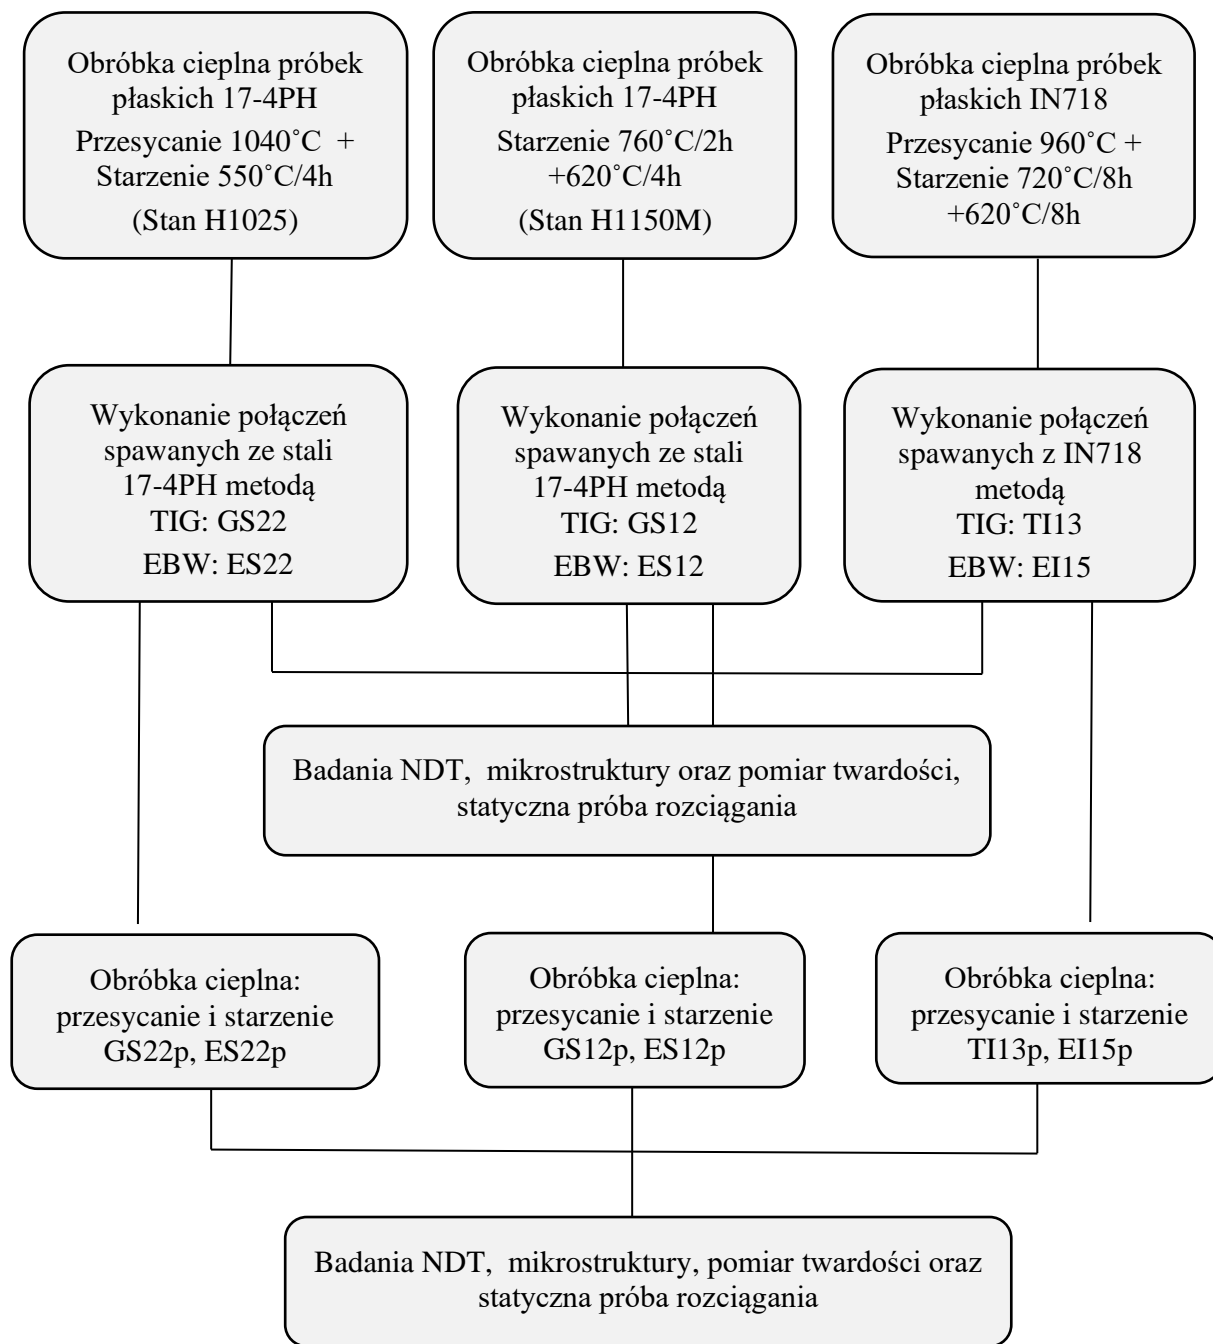 Obróbka cieplna próbek
płaskich 17-4PH
Przesycanie 1040˚C +
Starzenie 550˚C/4h
(Stan H1025)
Obróbka cieplna próbek
płaskich 17-4PH
Starzenie 760˚C/2h
+620˚C/4h
(Stan H1150M)
Obróbka cieplna próbek
płaskich IN718
Przesycanie 960˚C +
Starzenie 720˚C/8h
+620˚C/8h
Wykonanie połączeń
spawanych ze stali
17-4PH metodą
TIG: GS22
EBW: ES22
Wykonanie połączeń
spawanych ze stali
17-4PH metodą
TIG: GS12
EBW: ES12
Wykonanie połączeń
spawanych z IN718
metodą
TIG: TI13
EBW: EI15
Badania NDT, mikrostruktury oraz pomiar twardości,
statyczna próba rozciągania
Obróbka cieplna:
przesycanie i starzenie
GS22p, ES22p
Obróbka cieplna:
przesycanie i starzenie
GS12p, ES12p
Obróbka cieplna:
przesycanie i starzenie
TI13p, EI15p
Badania NDT, mikrostruktury, pomiar twardości oraz
statyczna próba rozciągania